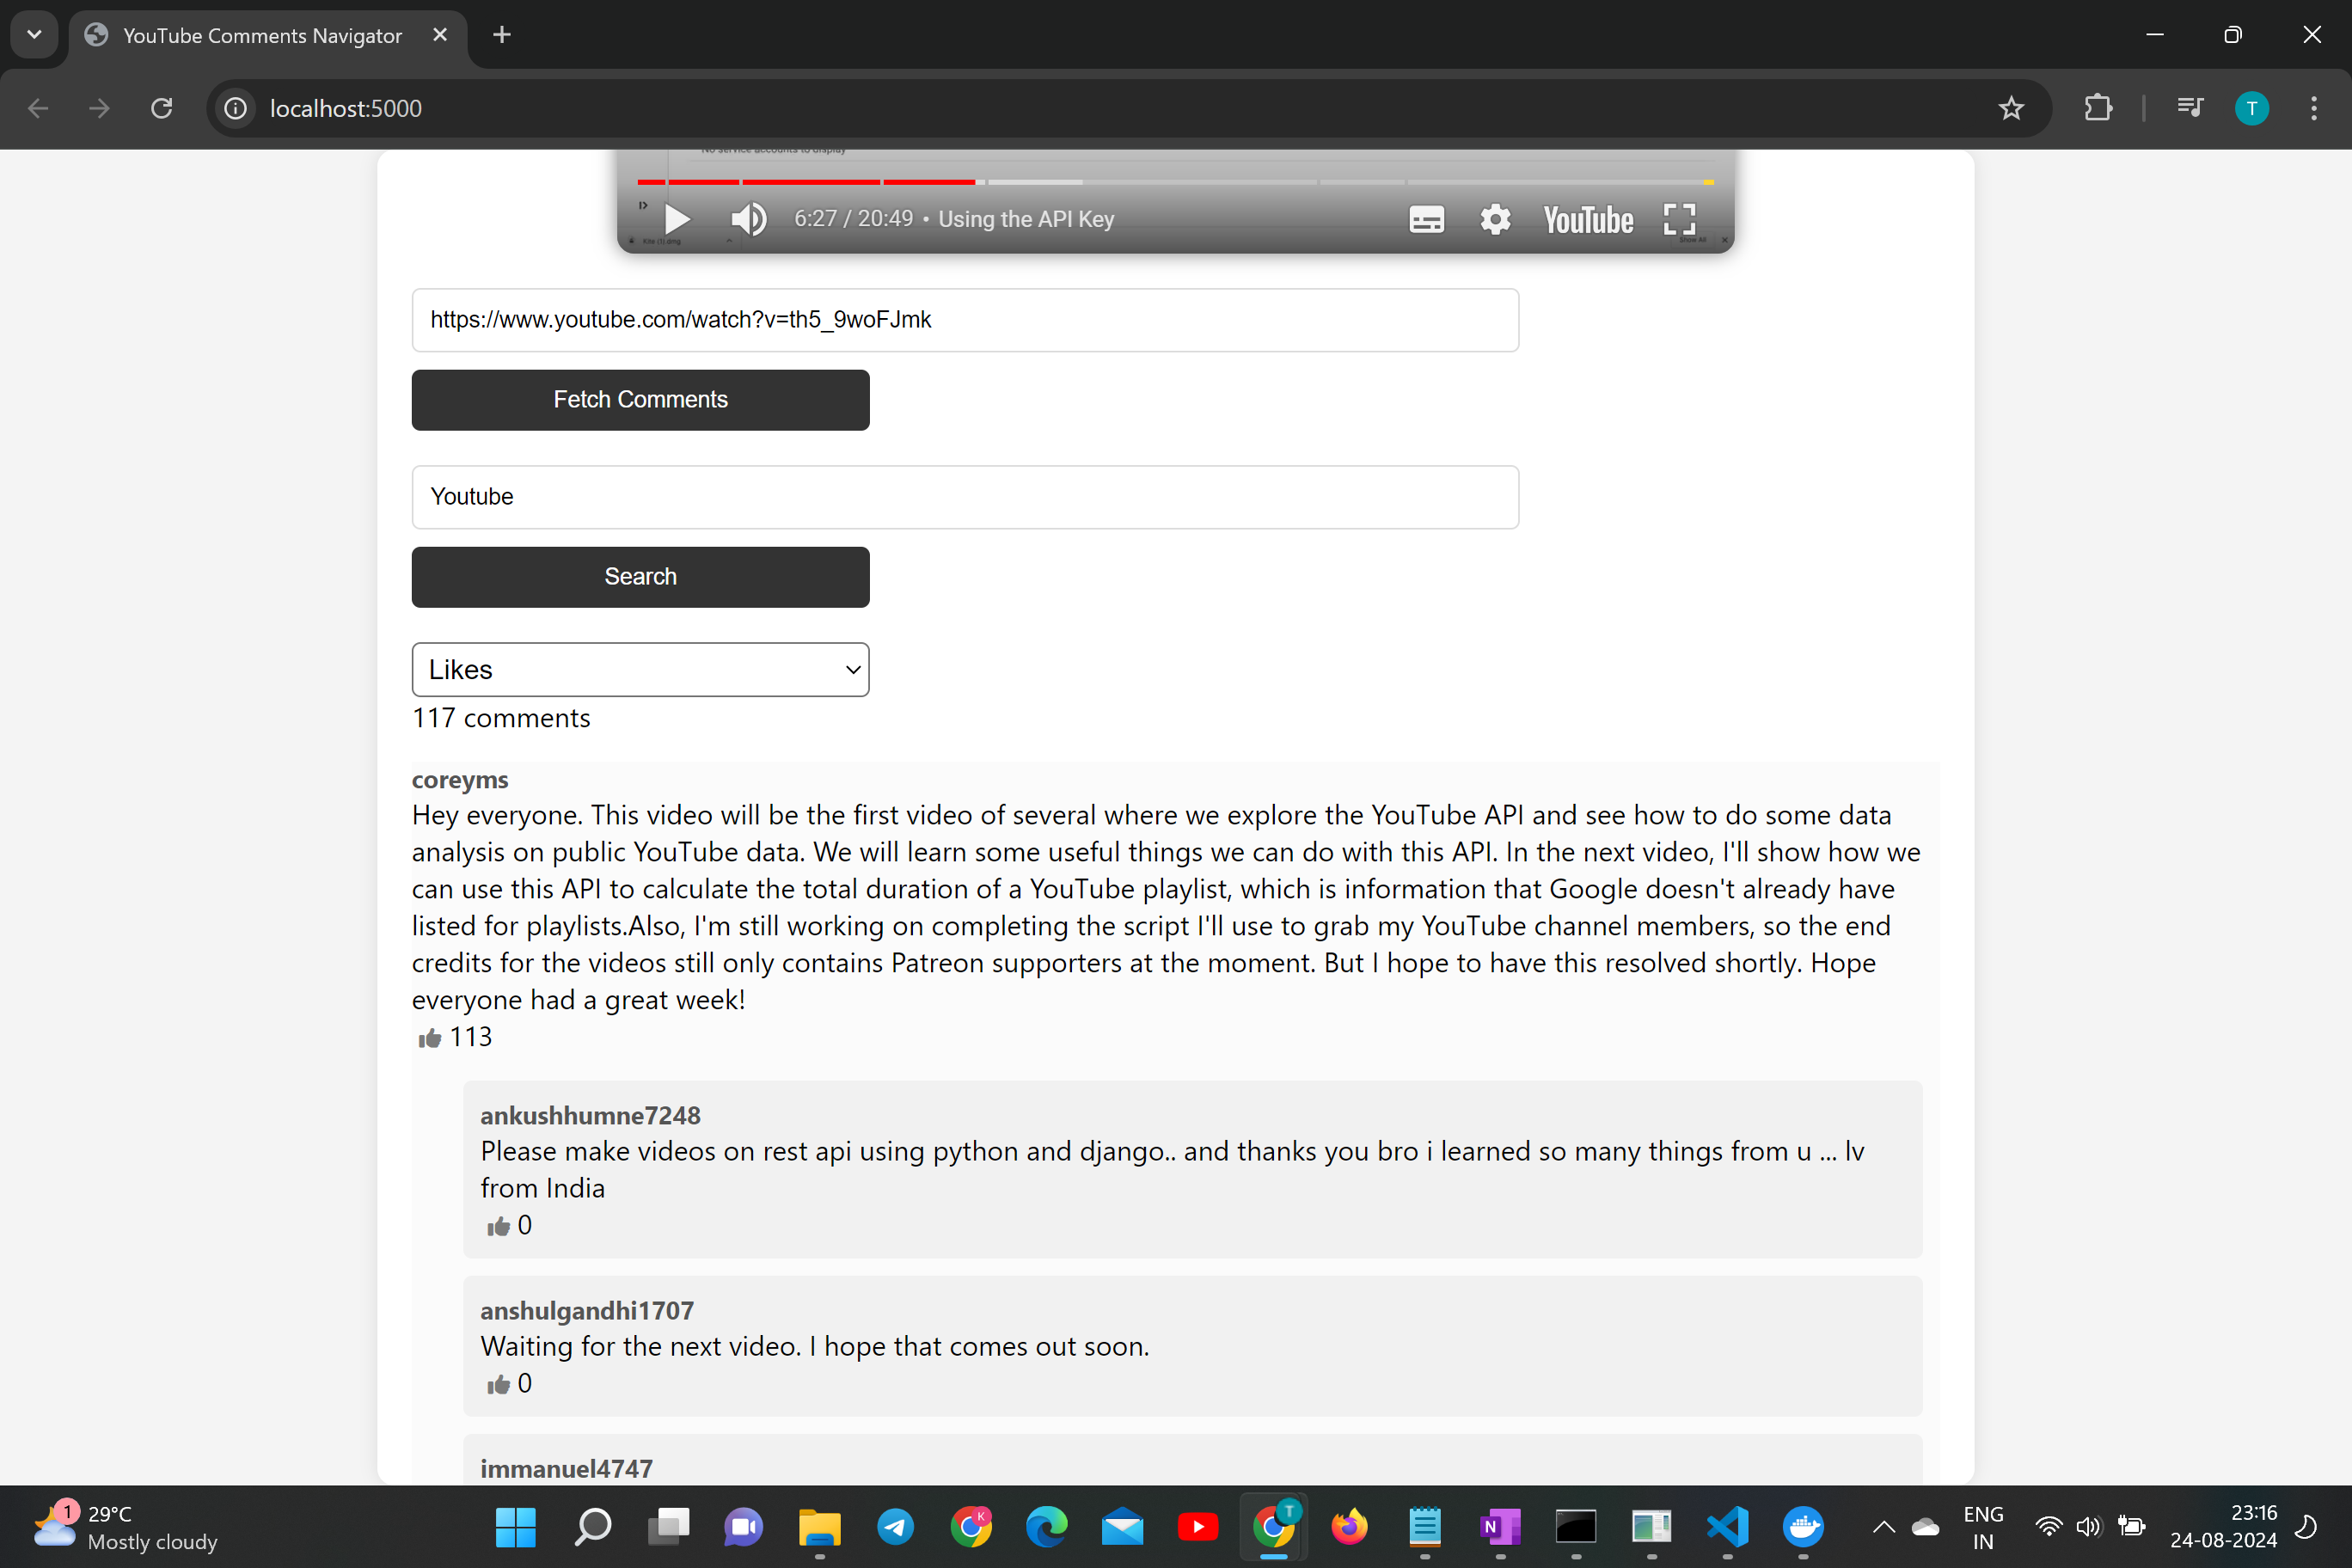 YouTube Comments Navigator
localhost:5000
T
No service accounts to display
6:27 / 20:49 • Using the API Key
YouTube
Show All
https://www.youtube.com/watch?v=th5_9woFJmk
Fetch Comments
Youtube
Search
Likes
117 comments
coreyms
Hey everyone. This video will be the first video of several where we explore the YouTube API and see how to do some data
analysis on public YouTube data. We will learn some useful things we can do with this API. In the next video, I'll show how we
can use this API to calculate the total duration of a YouTube playlist, which is information that Google doesn't already have
listed for playlists.Also, I'm still working on completing the script I'll use to grab my YouTube channel members, so the end
credits for the videos still only contains Patreon supporters at the moment. But I hope to have this resolved shortly. Hope
everyone had a great week!
113
ankushhumne7248
Please make videos on rest api using python and django.. and thanks you bro i learned so many things from u ... lv
from India
0
anshulgandhi1707
Waiting for the next video. I hope that comes out soon.
0
immanuel4747
1
29°C
Mostly cloudy
K
T
N
ENG
IN
23:16
24-08-2024